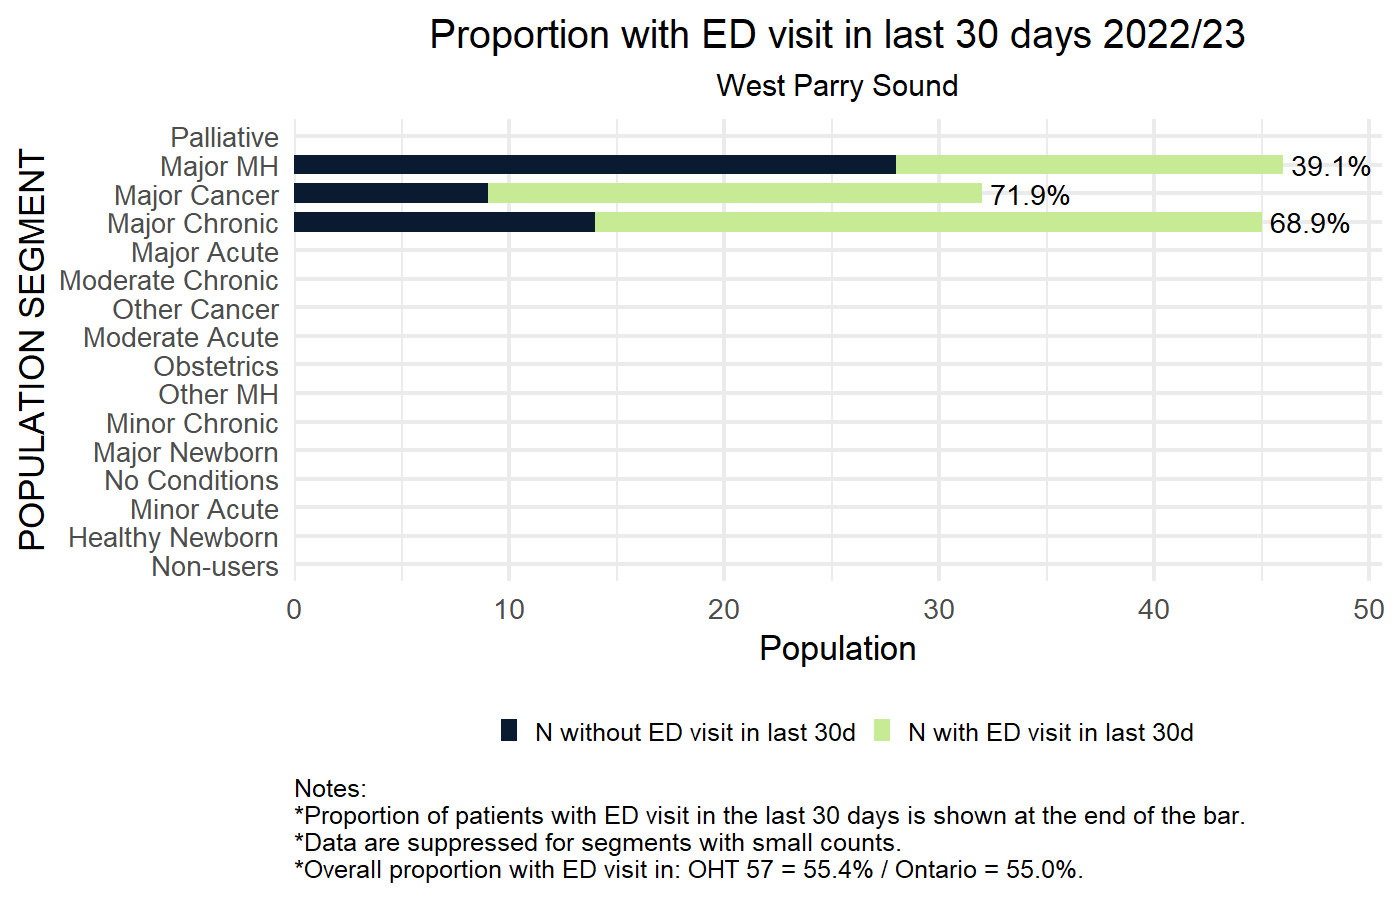 Proportion with ED visit in last 30 days 2022/23
West Parry Sound
POPULATION SEGMENT
Palliative
Major MH
39.1%
Major Cancer
71.9%
Major Chronic
68.9%
Major Acute
Moderate Chronic
Other Cancer
Moderate Acute
Obstetrics
Other MH
Minor Chronic
Major Newborn
No Conditions
Minor Acute
Healthy Newborn
Non-users
0 10 20 30 40 50
Population
N without ED visit in last 30d N with ED visit in last 30d
Notes:
*Proportion of patients with ED visit in the last 30 days is shown at the end of the bar.
*Data are suppressed for segments with small counts.
*Overall proportion with ED visit in: OHT 57 = 55.4% / Ontario = 55.0%.